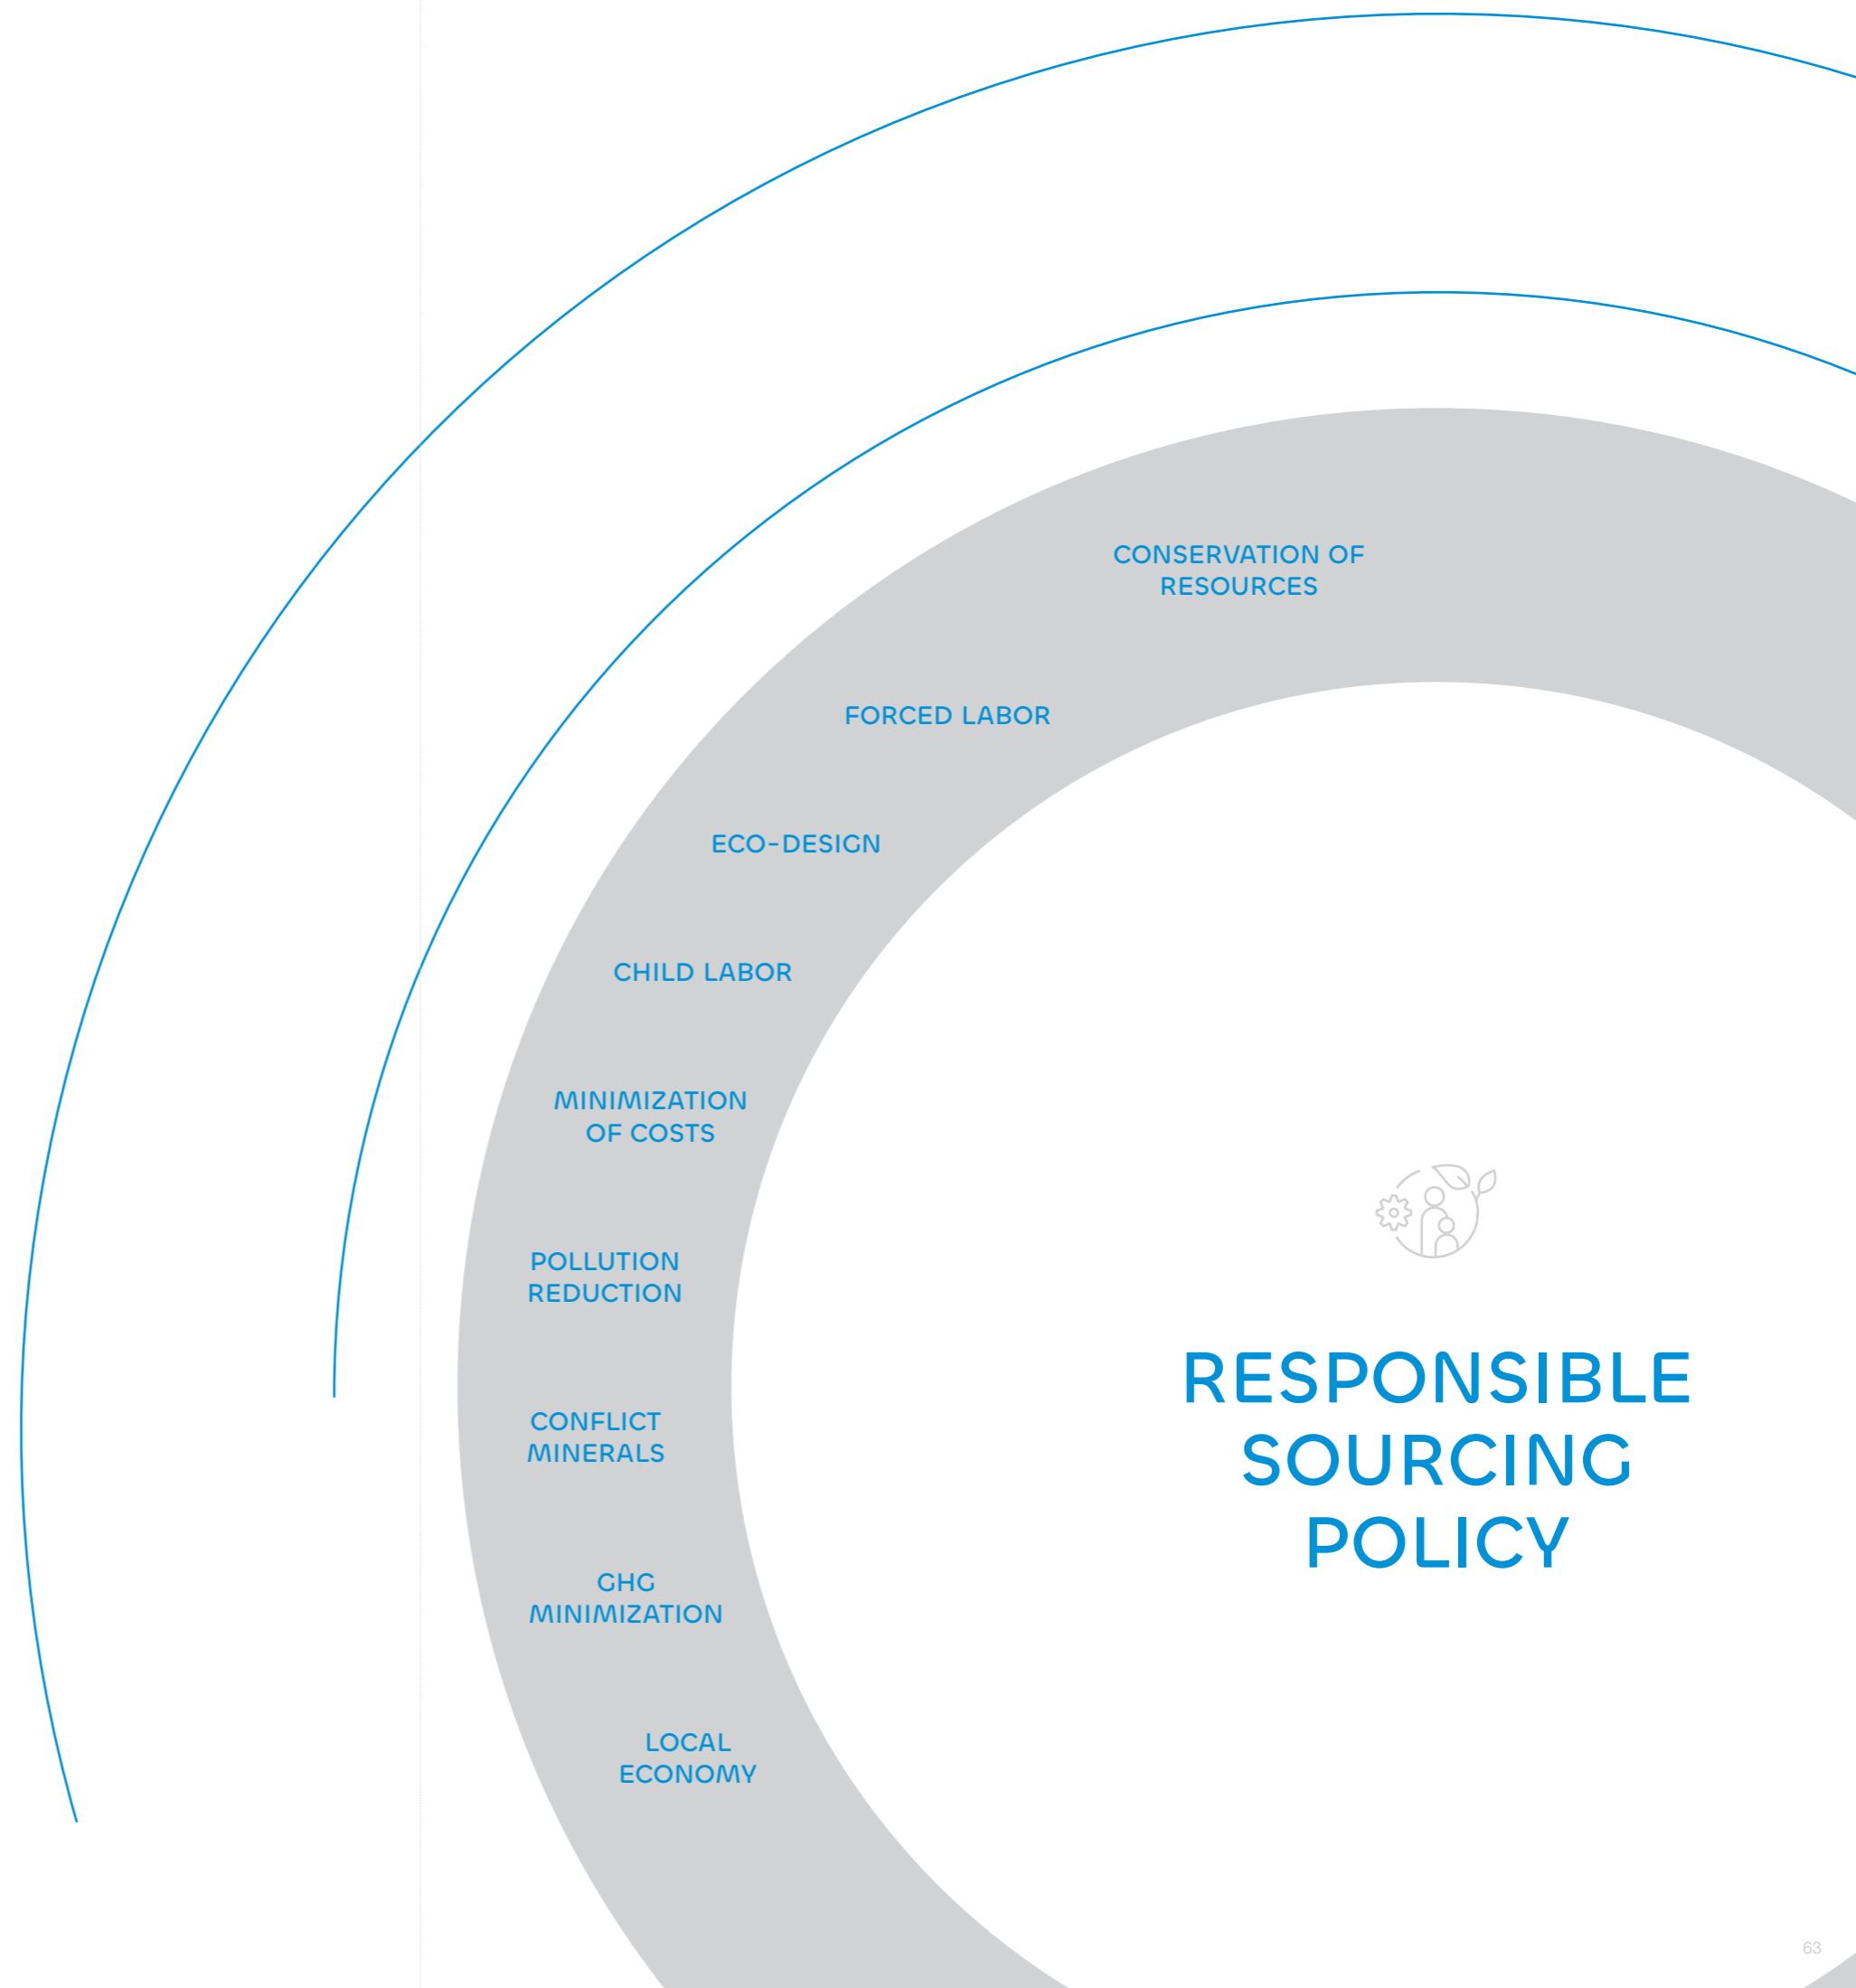 CONSERVATION OF
RESOURCES
FORCED LABOR
ECO-DESIGN
CHILD LABOR
MINIMIZATION
OF COSTS
POLLUTION
REDUCTION
CONFLICT
MINERALS
GHG
MINIMIZATION
LOCAL
ECONOMY
RESPONSIBLE
SOURCING
POLICY
63